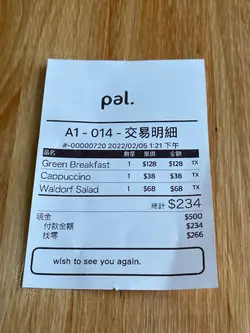 pal.
A1 - 014 - 交易明細
#-00000720 2022/02/05 1:21 下午
品名 數量 單價 金額
Green Breakfast 1 $128 $128 TX
Cappuccino 1 $38 $38 TX
Waldorf Salad 1 $68 $68 TX
總計 $234
現金 $500
付款金額 $234
找零 $266
wish to see you again.